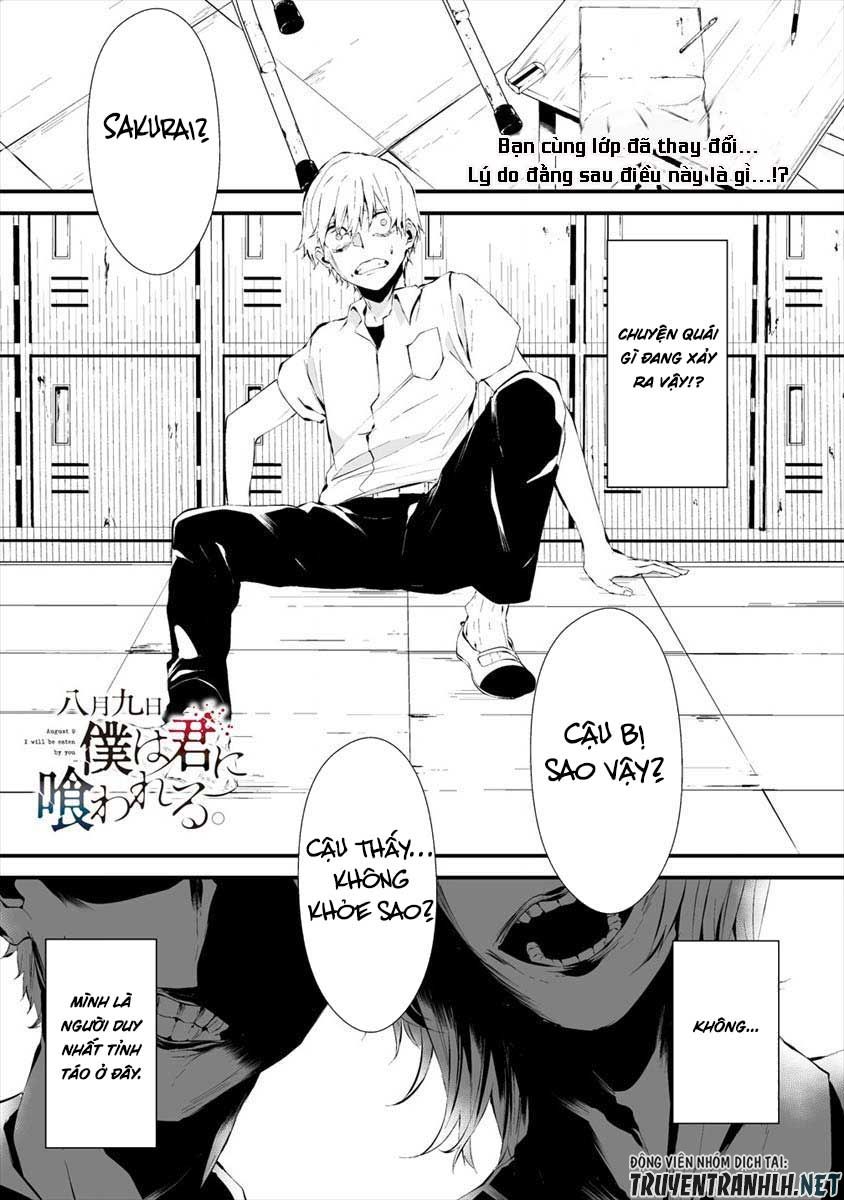 Bạn cùng lớp đã thay đổi...
Lý do đằng sau điều này là gì...!?
SAKURAI?
CHUYỆN QUÁI
GÌ ĐANG XẢY
RA VẬY!?
CẬU BỊ
SAO VẬY?
CẬU THẤY...
KHÔNG
KHỎE SAO?
八月九日
August 9
I will be eaten
by you
僕は君に
喰われる。
KHÔNG...
MÌNH LÀ
NGƯỜI DUY
NHẤT TỈNH
TÁO Ở ĐÂY.
ĐỘNG VIÊN NHÓM DỊCH TẠI:
TRUYENTRANHLH.NET